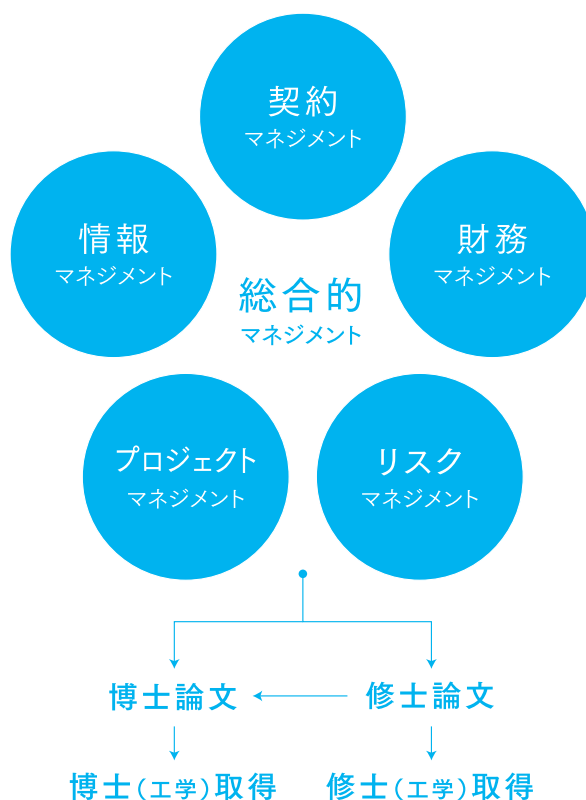 契約
マネジメント
情報
マネジメント
財務
マネジメント
総合的
マネジメント
プロジェクト
マネジメント
リスク
マネジメント
博士論文
修士論文
博士(工学)取得
修士(工学)取得